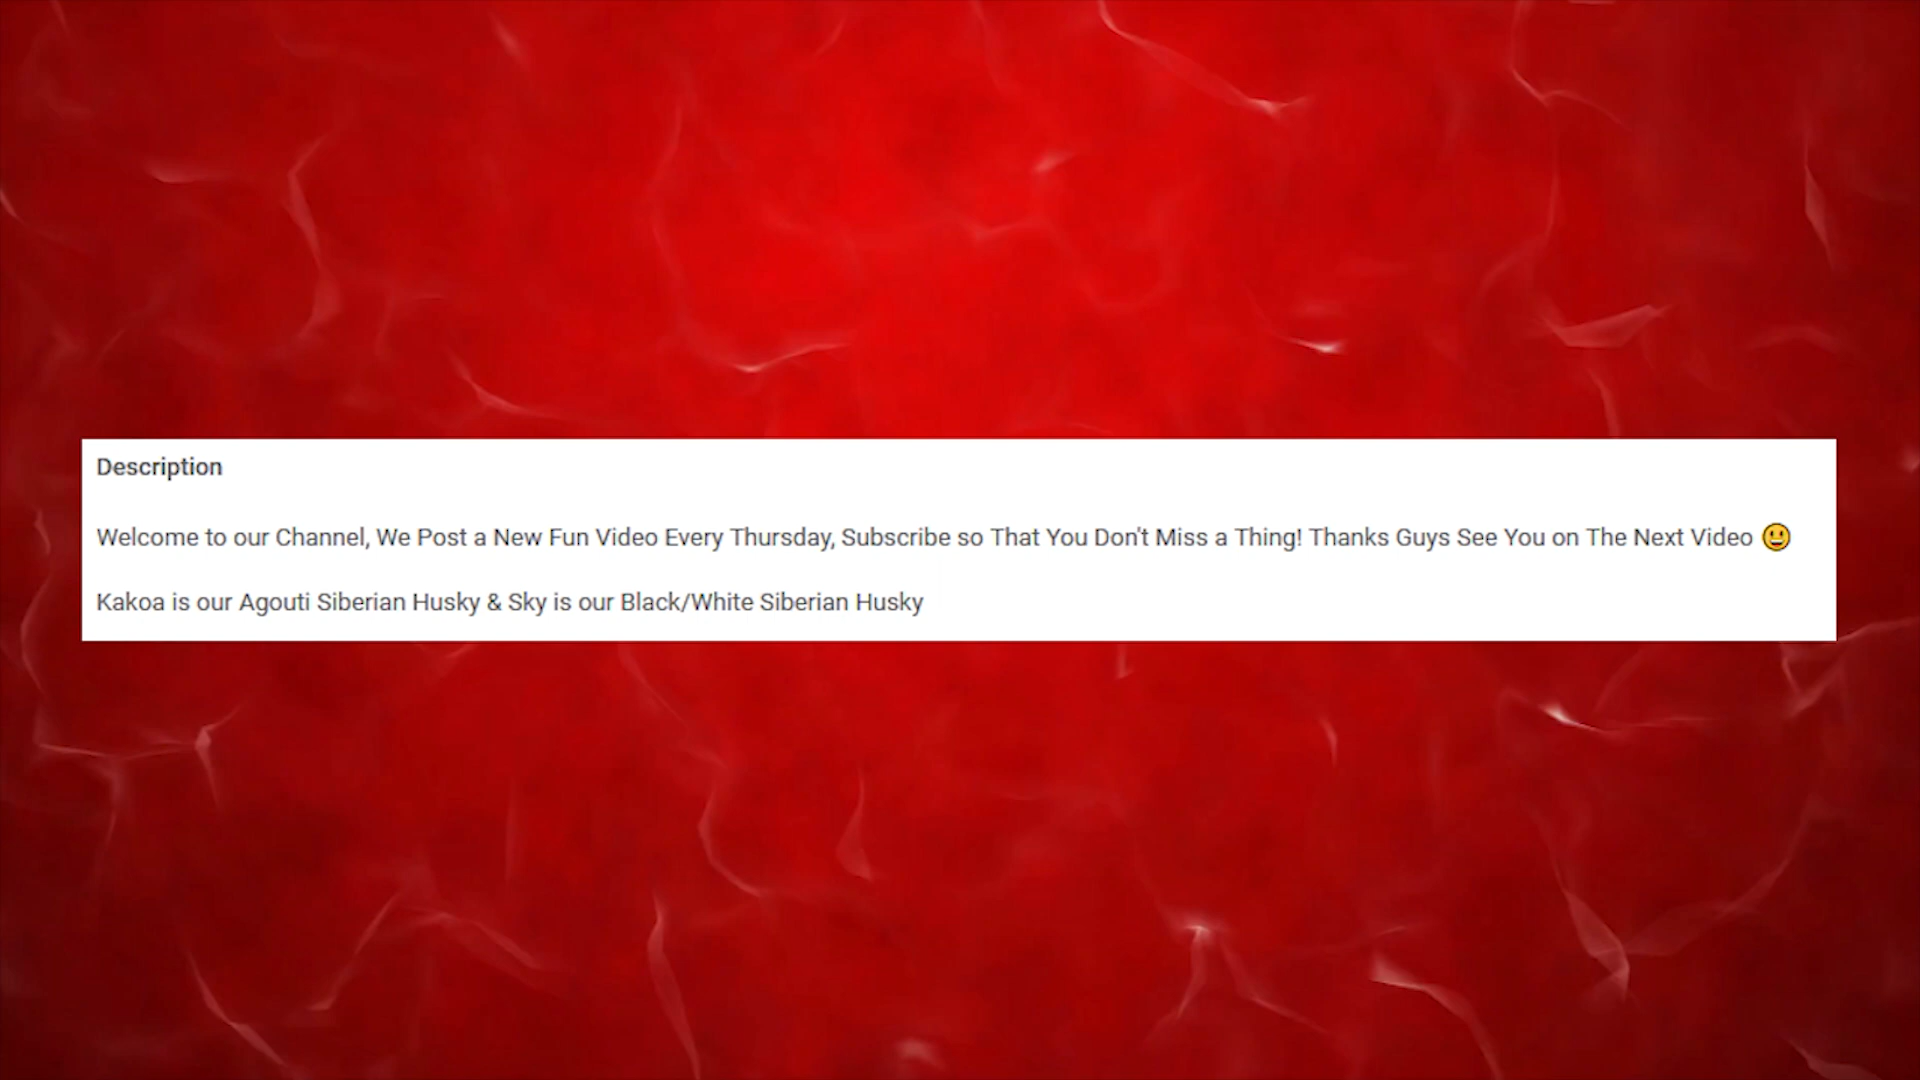 Description
Welcome to our Channel, We Post a New Fun Video Every Thursday, Subscribe so That You Don't Miss a Thing! Thanks Guys See You on The Next Video 😀
Kakoa is our Agouti Siberian Husky & Sky is our Black/White Siberian Husky